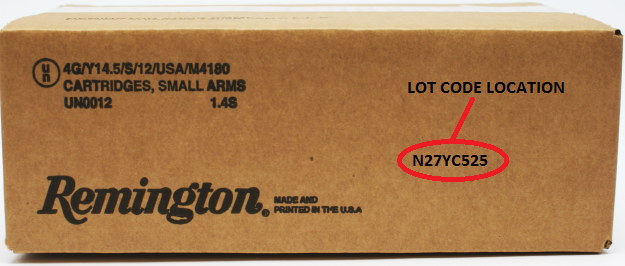 un
4G/Y14.5/S/12/USA/M4180
CARTRIDGES, SMALL ARMS
UN0012 1.4S
LOT CODE LOCATION
N27YC525
Remington®
MADE AND
PRINTED IN THE U.S.A